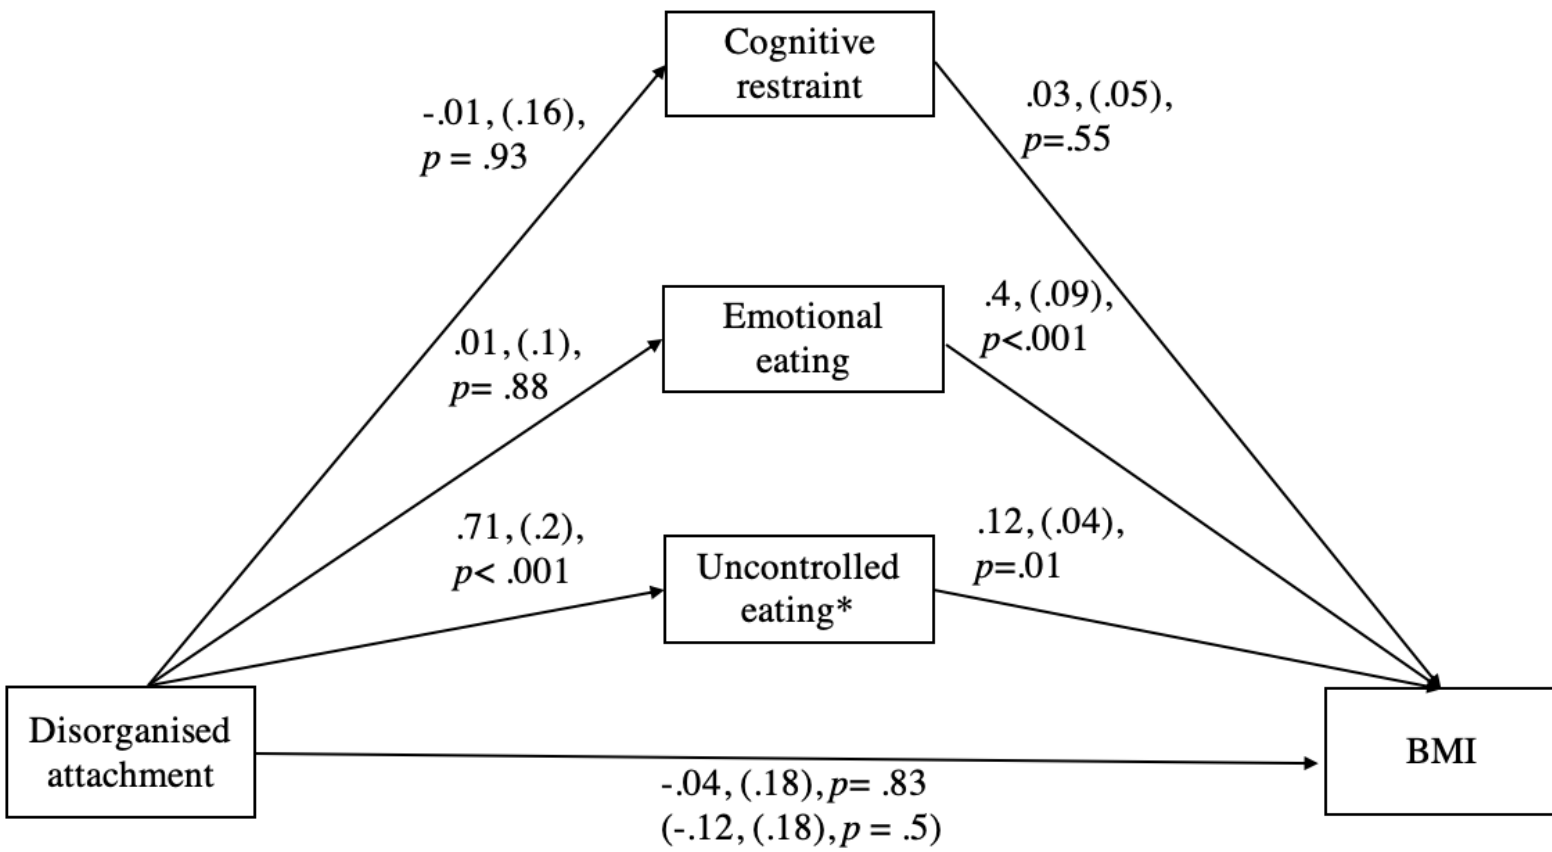 Cognitive
restraint
-.01, (.16),
p = .93
.03, (.05),
p=.55
Emotional
eating
.01, (.1),
p= .88
.4, (.09),
p<.001
Uncontrolled
eating*
.71, (.2),
p< .001
.12, (.04),
p=.01
Disorganised
attachment
BMI
-.04, (.18), p= .83
(-.12, (.18), p = .5)